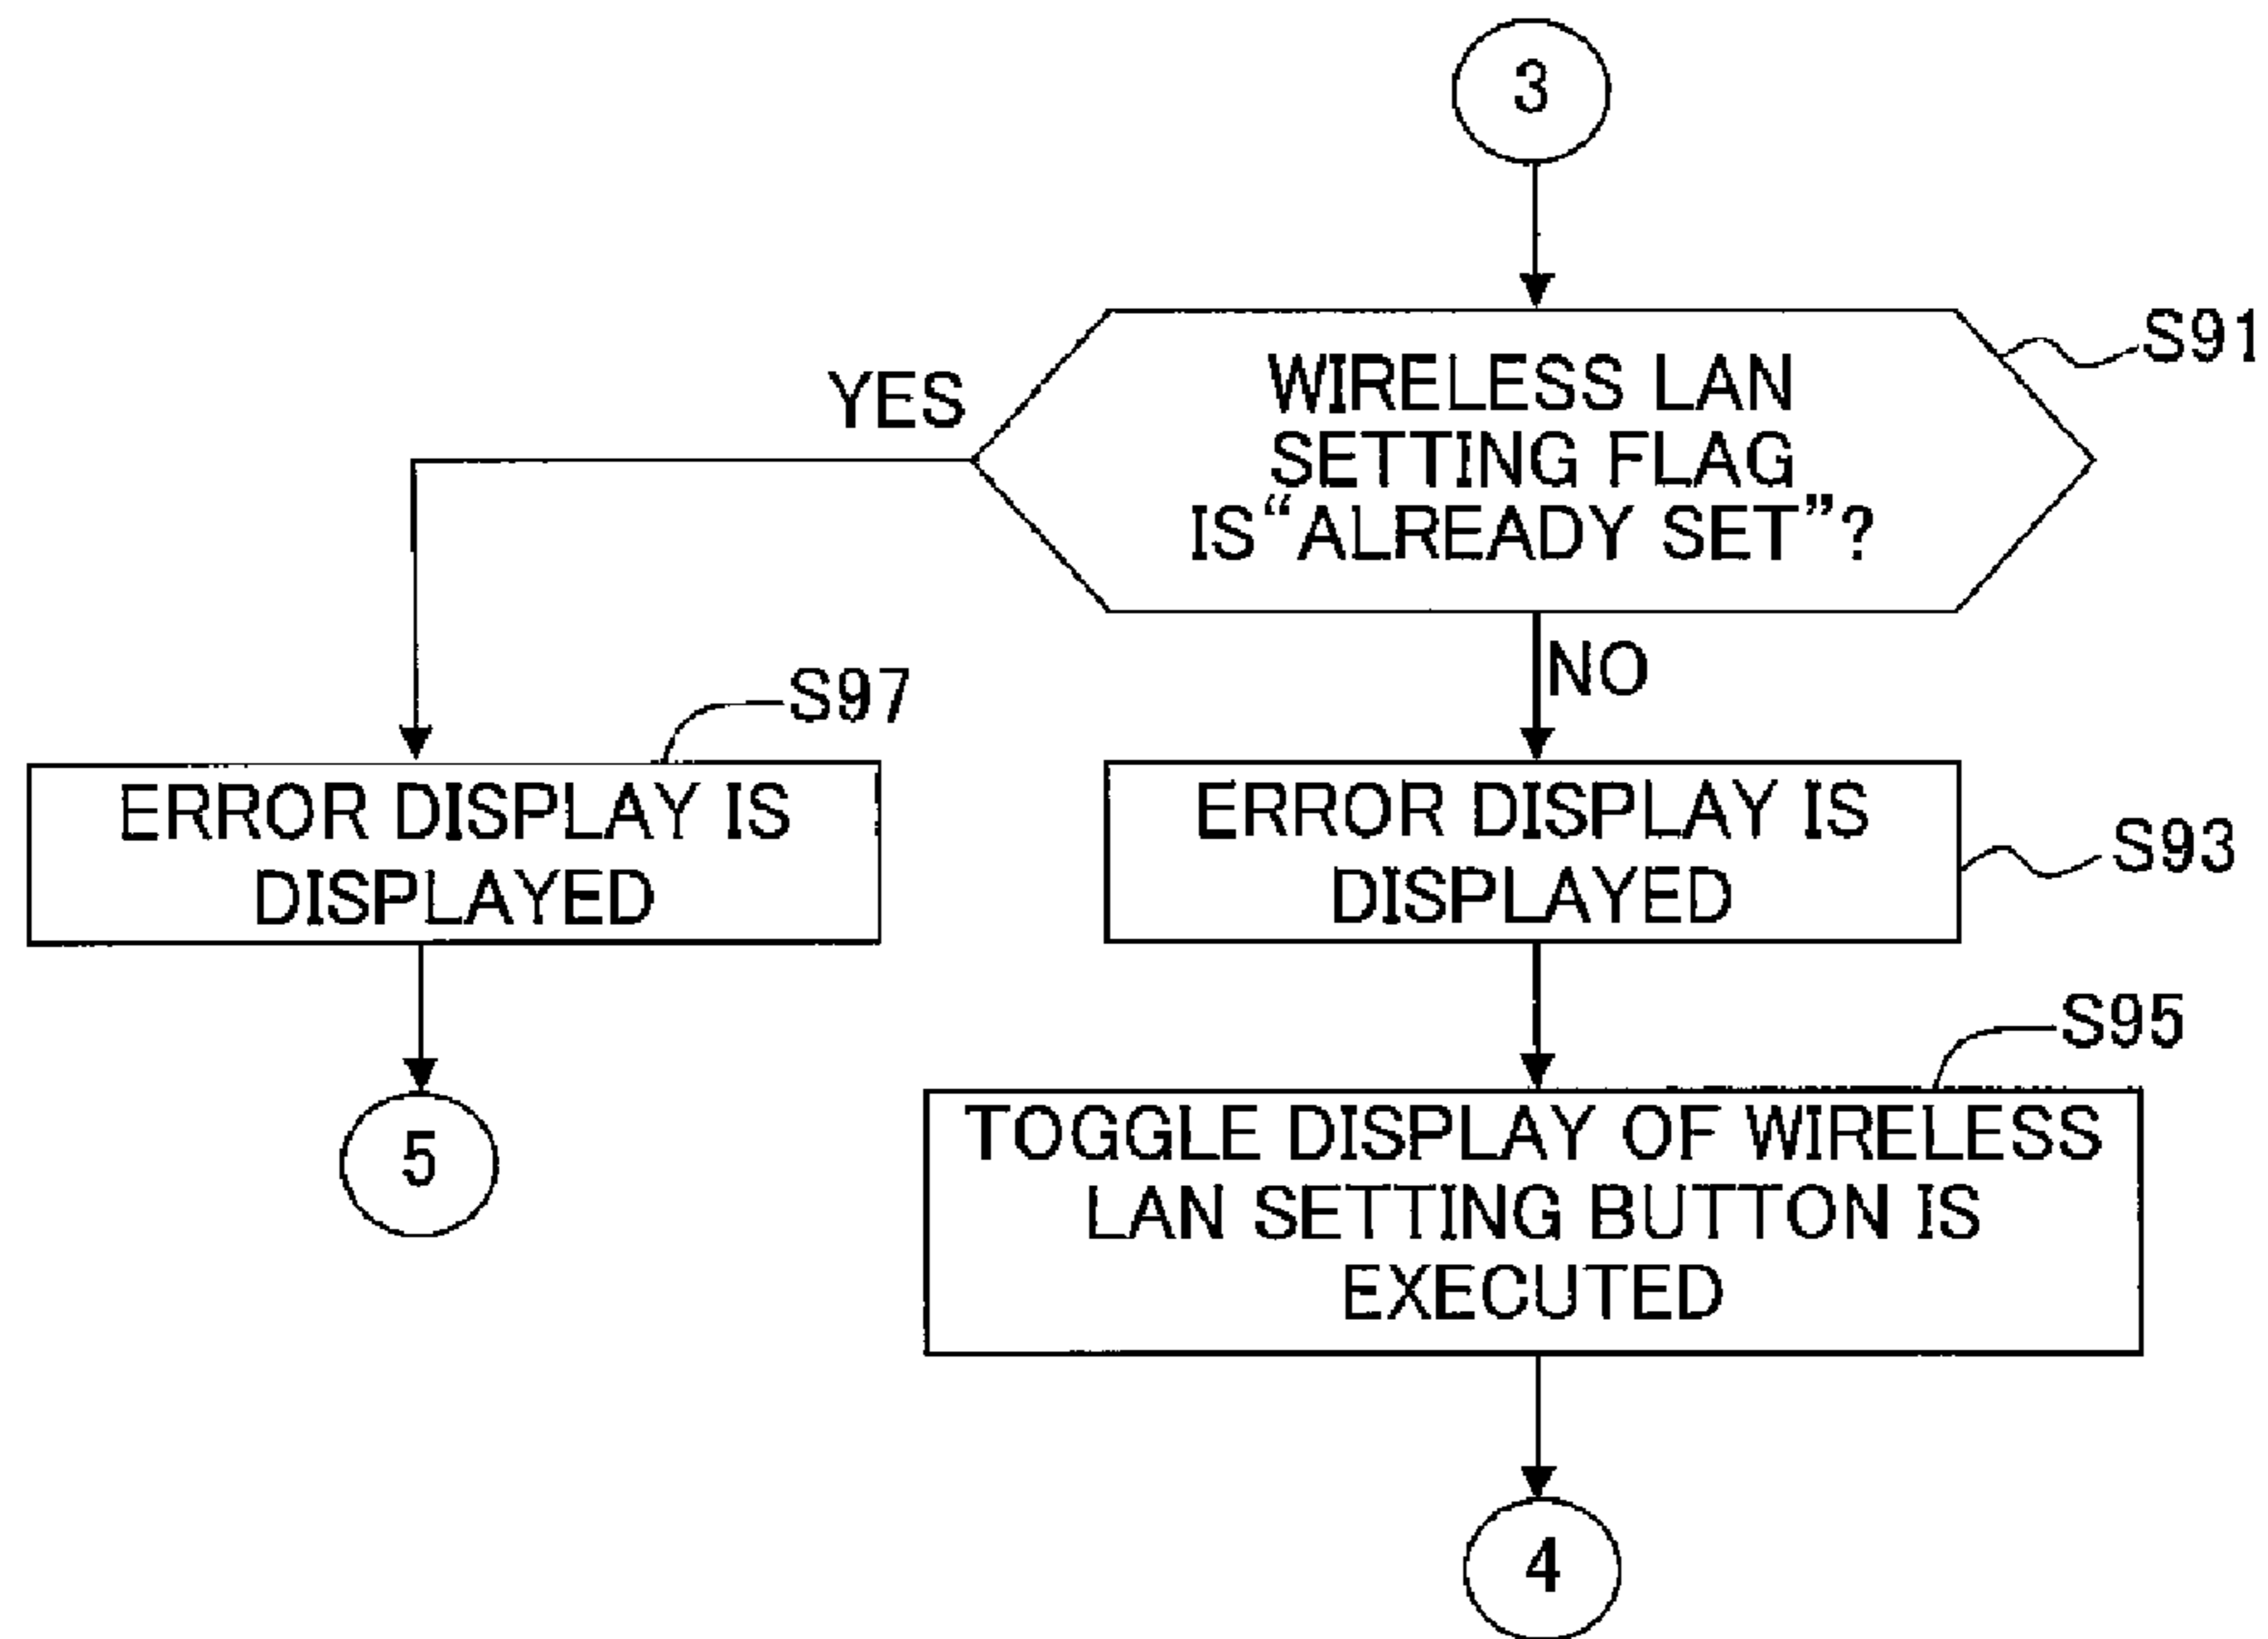 3
S91
WIRELESS LAN
SETTING FLAG
IS“ALREADY SET”?
YES
NO
S97
ERROR DISPLAY IS
DISPLAYED
5
ERROR DISPLAY IS
DISPLAYED
S93
S95
TOGGLE DISPLAY OF WIRELESS
LAN SETTING BUTTON IS
EXECUTED
4